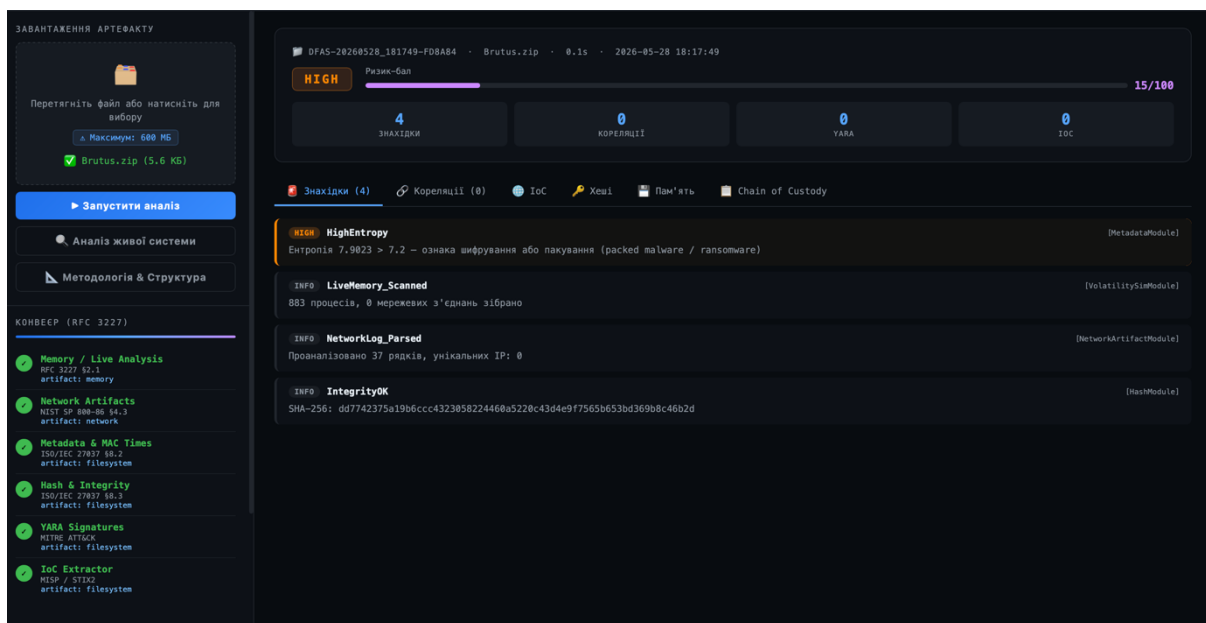 ЗАВАНТАЖЕННЯ АРТЕФАКТУ
Перетягніть файл або натисніть для
вибору
⚠ Максимум: 600 МБ
✅ Brutus.zip (5.6 КБ)
▶ Запустити аналіз
🔍 Аналіз живої системи
📐 Методологія & Структура
КОНВЕЄР (RFC 3227)
Memory / Live Analysis
RFC 3227 §2.1
artifact: memory
Network Artifacts
NIST SP 800-86 §4.3
artifact: network
Metadata & MAC Times
ISO/IEC 27037 §8.2
artifact: filesystem
Hash & Integrity
ISO/IEC 27037 §8.3
artifact: filesystem
YARA Signatures
MITRE ATT&CK
artifact: filesystem
IoC Extractor
MISP / STIX2
artifact: filesystem
DFAS-20260528_181749-FD8A84 · Brutus.zip · 0.1s · 2026-05-28 18:17:49
HIGH
Ризик-бал
15/100
4
ЗНАХІДКИ
0
КОРЕЛЯЦІЇ
0
YARA
0
IOC
Знахідки (4) Кореляції (0) IoC Хеші Пам'ять Chain of Custody
HIGH HighEntropy [MetadataModule]
Ентропія 7.9023 > 7.2 — ознака шифрування або пакування (packed malware / ransomware)
INFO LiveMemory_Scanned [VolatilitySimModule]
883 процесів, 0 мережевих з'єднань зібрано
INFO NetworkLog_Parsed [NetworkArtifactModule]
Проаналізовано 37 рядків, унікальних IP: 0
INFO IntegrityOK [HashModule]
SHA-256: dd7742375a19b6ccc4323058224460a5220c43d4e9f7565b653bd369b8c46b2d